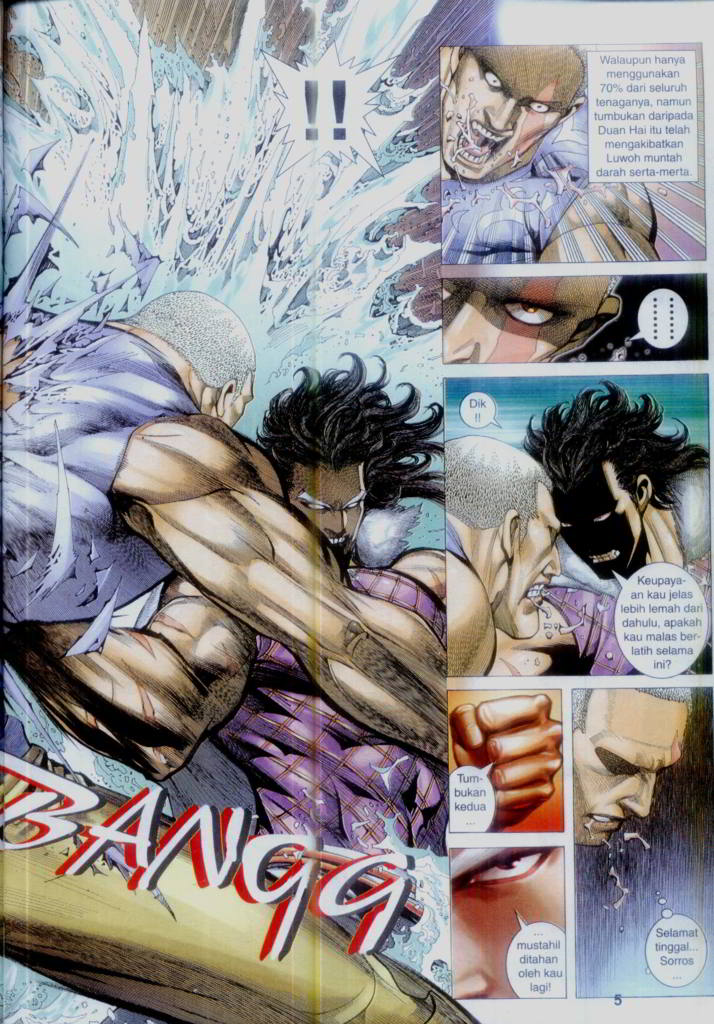 !!
Walaupun hanya
menggunakan
70% dari seluruh
tenaganya, namun
tumbukan daripada
Duan Hai itu telah
mengakibatkan
Luwoh muntah
darah serta-merta.
Dik
!!
Keupaya-
an kau jelas
lebih lemah dari
dahulu, apakah
kau malas ber-
latih selama
ini?
Tum-
bukan
kedua
...
...
mustahil
ditahan
oleh kau
lagi!
Selamat
tinggal...
Sorros
...
BANGG
5